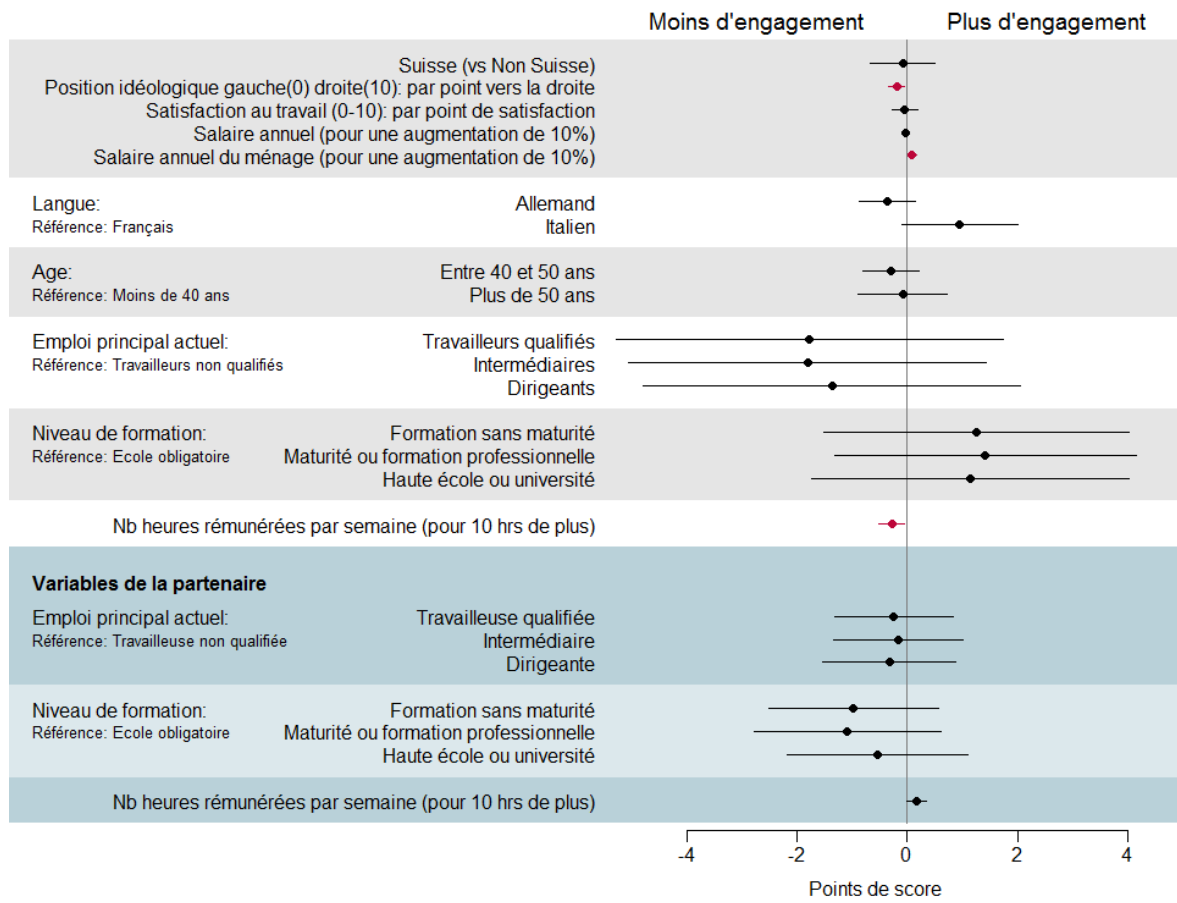 Moins d'engagement Plus d'engagement
Suisse (vs Non Suisse)
Position idéologique gauche(0) droite(10): par point vers la droite
Satisfaction au travail (0-10): par point de satisfaction
Salaire annuel (pour une augmentation de 10%)
Salaire annuel du ménage (pour une augmentation de 10%)
Langue: Allemand
Référence: Français Italien
Age: Entre 40 et 50 ans
Référence: Moins de 40 ans Plus de 50 ans
Emploi principal actuel: Travailleurs qualifiés
Référence: Travailleurs non qualifiés Intermédiaires
Dirigeants
Niveau de formation: Formation sans maturité
Référence: Ecole obligatoire Maturité ou formation professionnelle
Haute école ou université
Nb heures rémunérées par semaine (pour 10 hrs de plus)
Variables de la partenaire
Emploi principal actuel: Travailleuse qualifiée
Référence: Travailleuse non qualifiée Intermédiaire
Dirigeante
Niveau de formation: Formation sans maturité
Référence: Ecole obligatoire Maturité ou formation professionnelle
Haute école ou université
Nb heures rémunérées par semaine (pour 10 hrs de plus)
-4 -2 0 2 4
Points de score